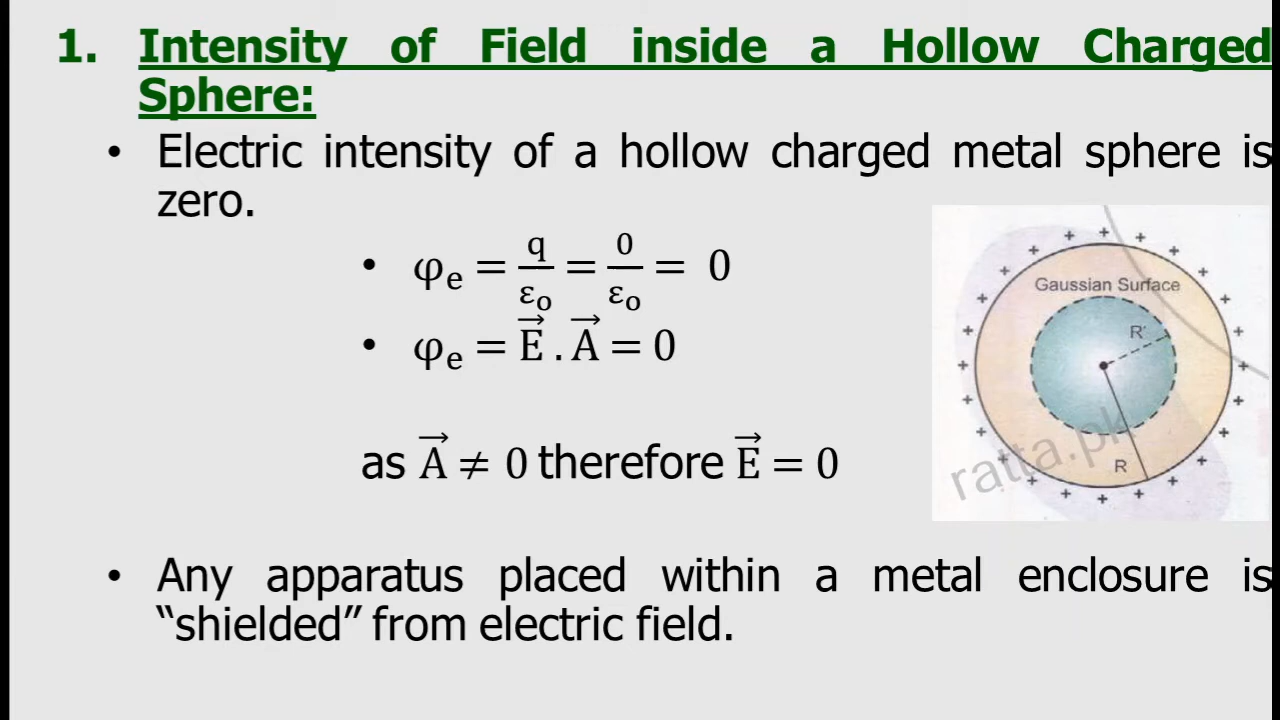 1. Intensity of Field inside a Hollow Charged
Sphere:
• Electric intensity of a hollow charged metal sphere is
zero.
• φₑ = q/ε₀ = 0/ε₀ = 0
• φₑ = E⃗ . A⃗ = 0
as A⃗ ≠ 0 therefore E⃗ = 0
Gaussian Surface
R'
R
ratta.pk
• Any apparatus placed within a metal enclosure is
“shielded” from electric field.